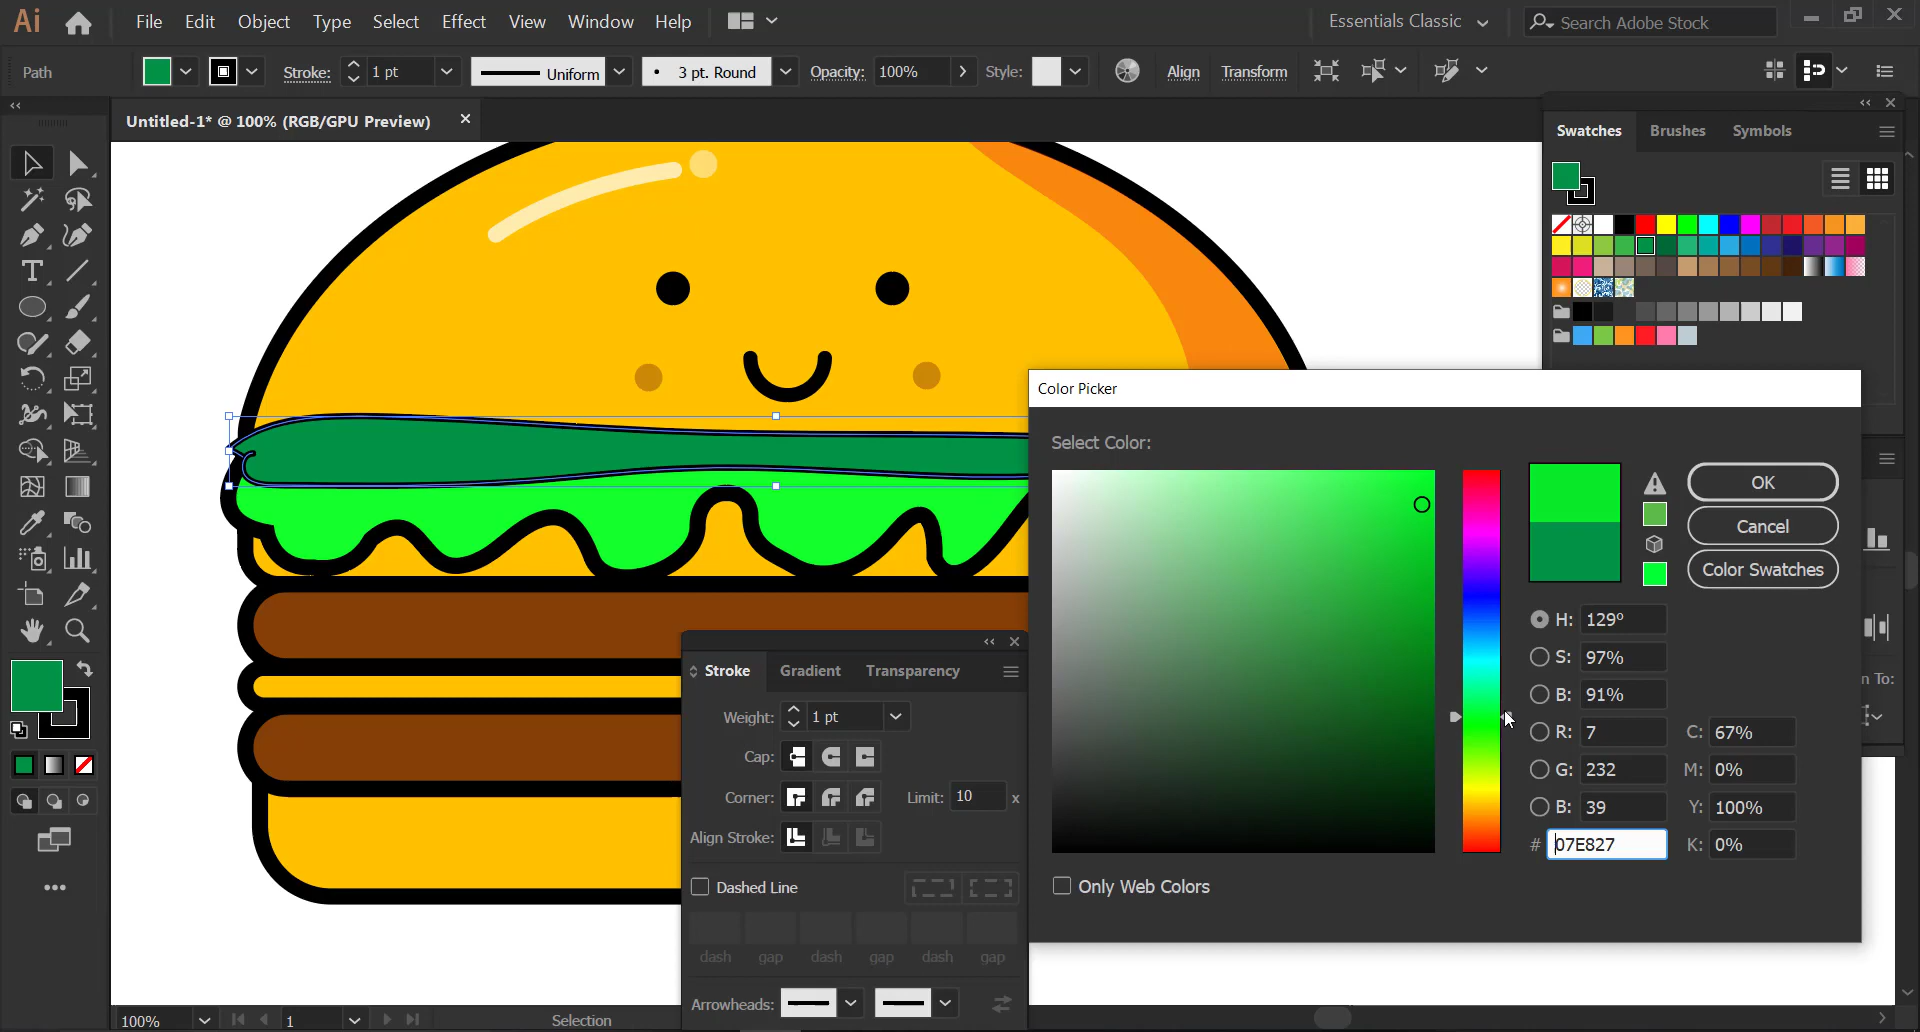 Ai File Edit Object Type Select Effect View Window Help Essentials Classic Search Adobe Stock
Path Stroke: 1 pt Uniform 3 pt. Round Opacity: 100% Style: Align Transform
Untitled-1* @ 100% (RGB/GPU Preview)
Swatches Brushes Symbols
Color Picker
Select Color:
OK
Cancel
Color Swatches
H: 129º
S: 97%
B: 91%
R: 7 C: 67%
G: 232 M: 0%
B: 39 Y: 100%
# 07E827 K: 0%
Only Web Colors
n To:
Stroke Gradient Transparency
Weight: 1 pt
Cap:
Corner: Limit: 10 x
Align Stroke:
Dashed Line
dash gap dash gap dash gap
Arrowheads:
100% 1 Selection